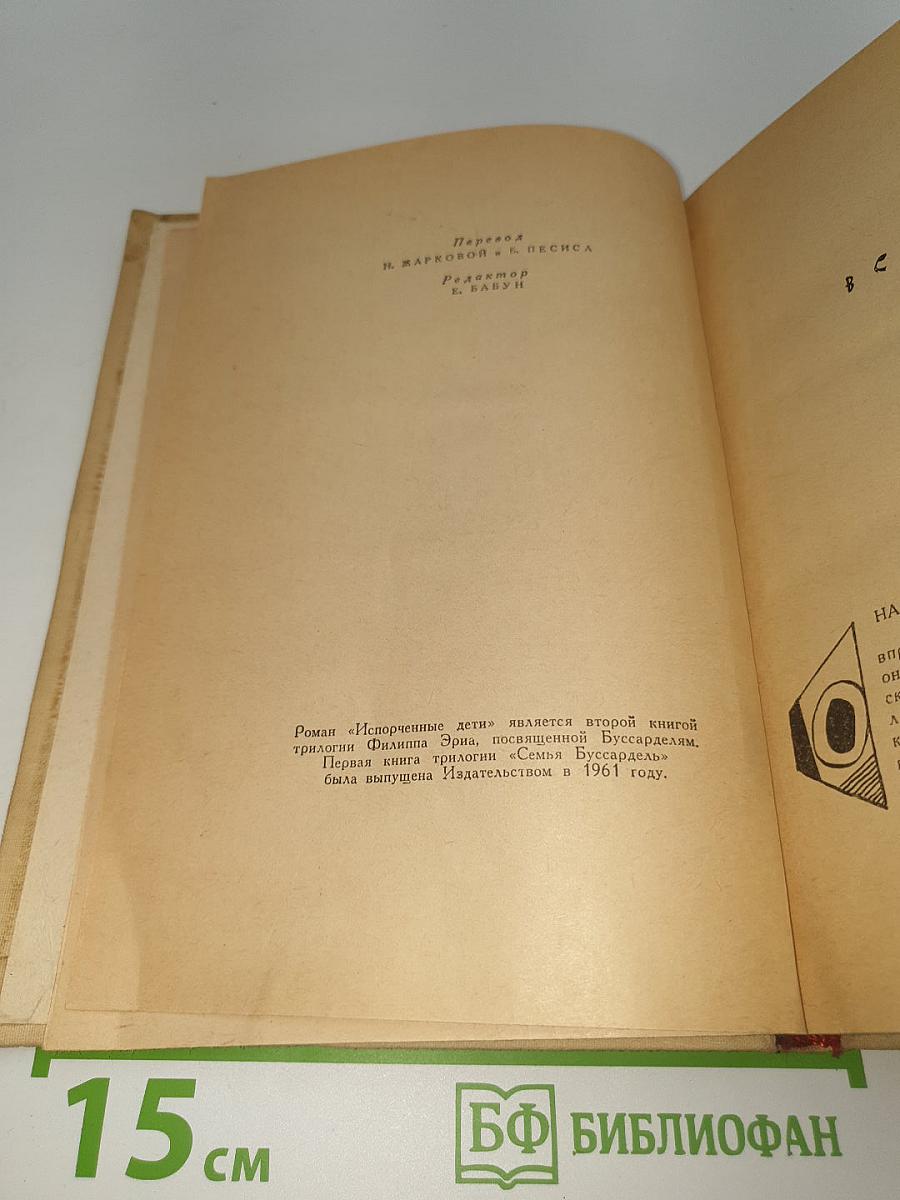 Перевод
Н. ЖАРКОВОЙ и Б. ПЕСИСА
Редактор
Е. БАБУН
Роман «Испорченные дети» является второй книгой
трилогии Филиппа Эриа, посвященной Буссарделям.
Первая книга трилогии «Семья Буссардель»
была выпущена Издательством в 1961 году.
15 см
БФ БИБЛИОФАН